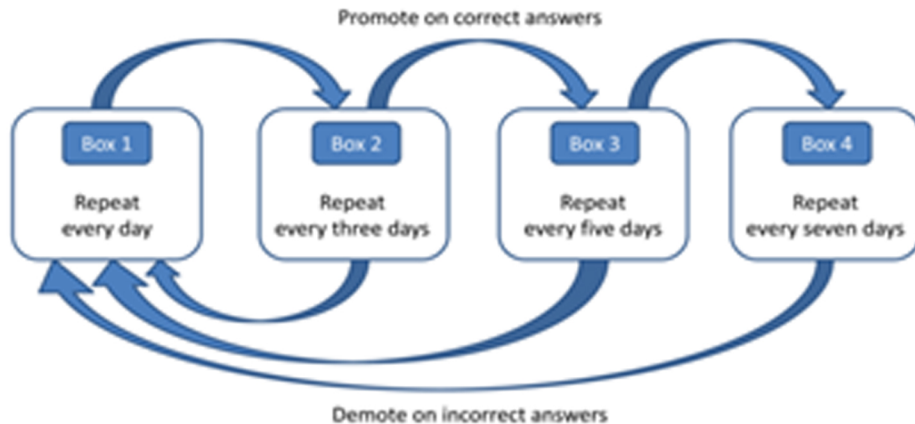 Promote on correct answers
Box 1
Repeat
every day
Box 2
Repeat
every three days
Box 3
Repeat
every five days
Box 4
Repeat
every seven days
Demote on incorrect answers